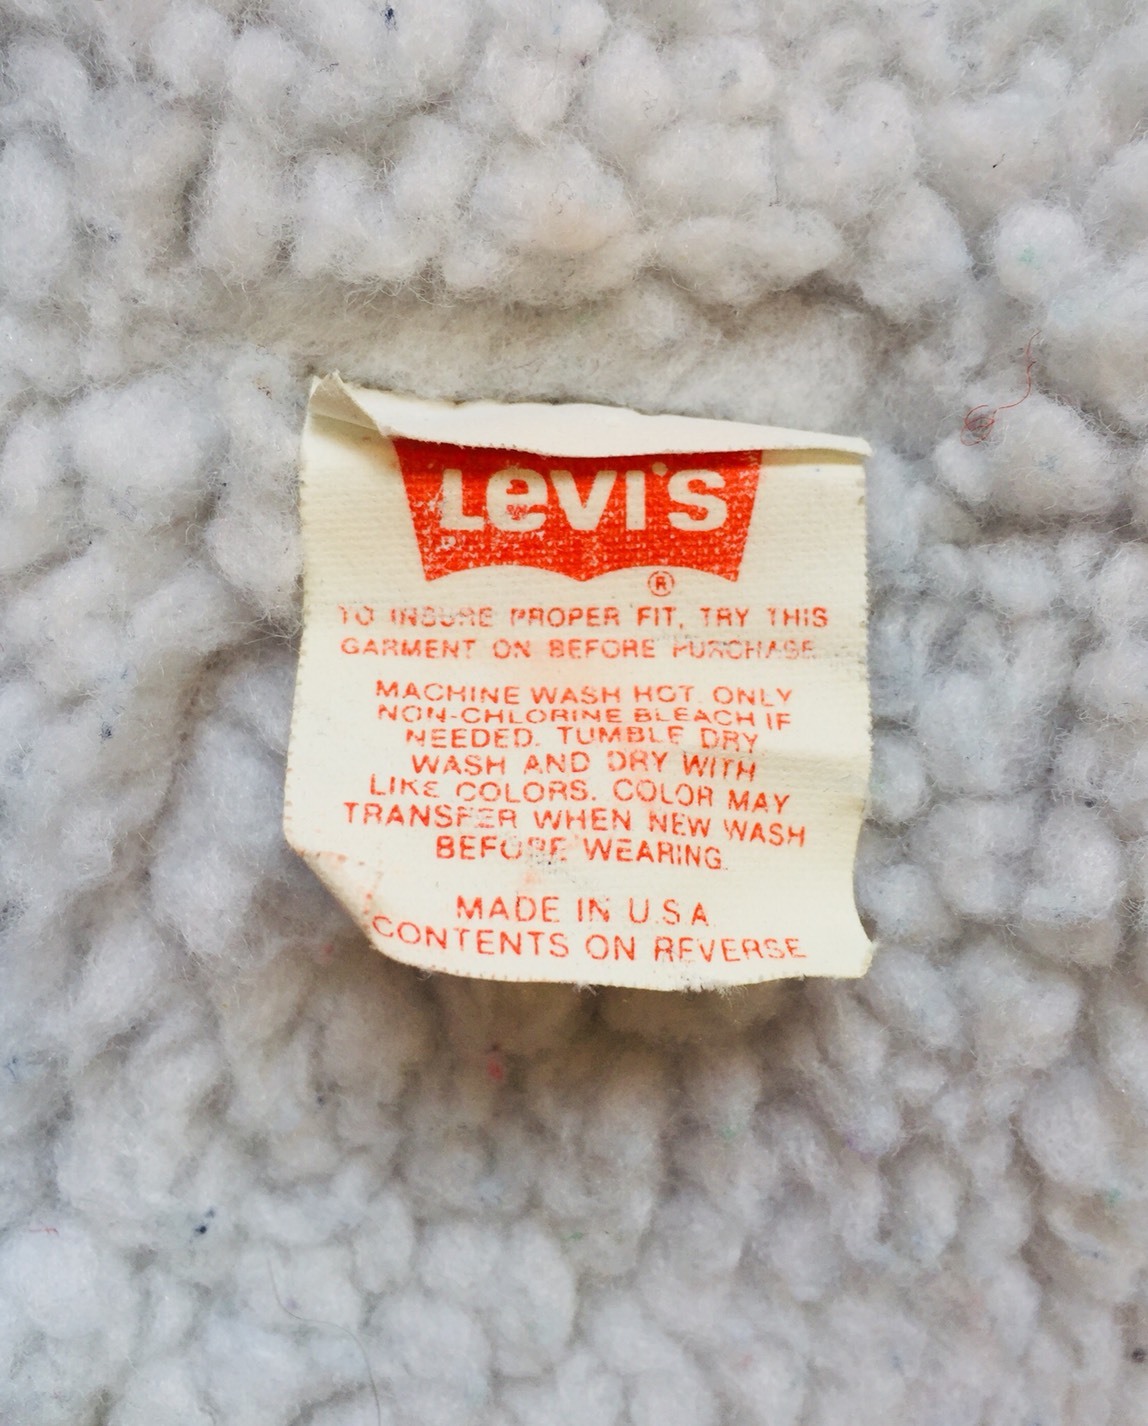 Levi's
®
TO INSURE PROPER FIT, TRY THIS
GARMENT ON BEFORE PURCHASE
MACHINE WASH HOT. ONLY
NON-CHLORINE BLEACH IF
NEEDED. TUMBLE DRY
WASH AND DRY WITH
LIKE COLORS. COLOR MAY
TRANSFER WHEN NEW WASH
BEFORE WEARING.
MADE IN U.S.A.
CONTENTS ON REVERSE